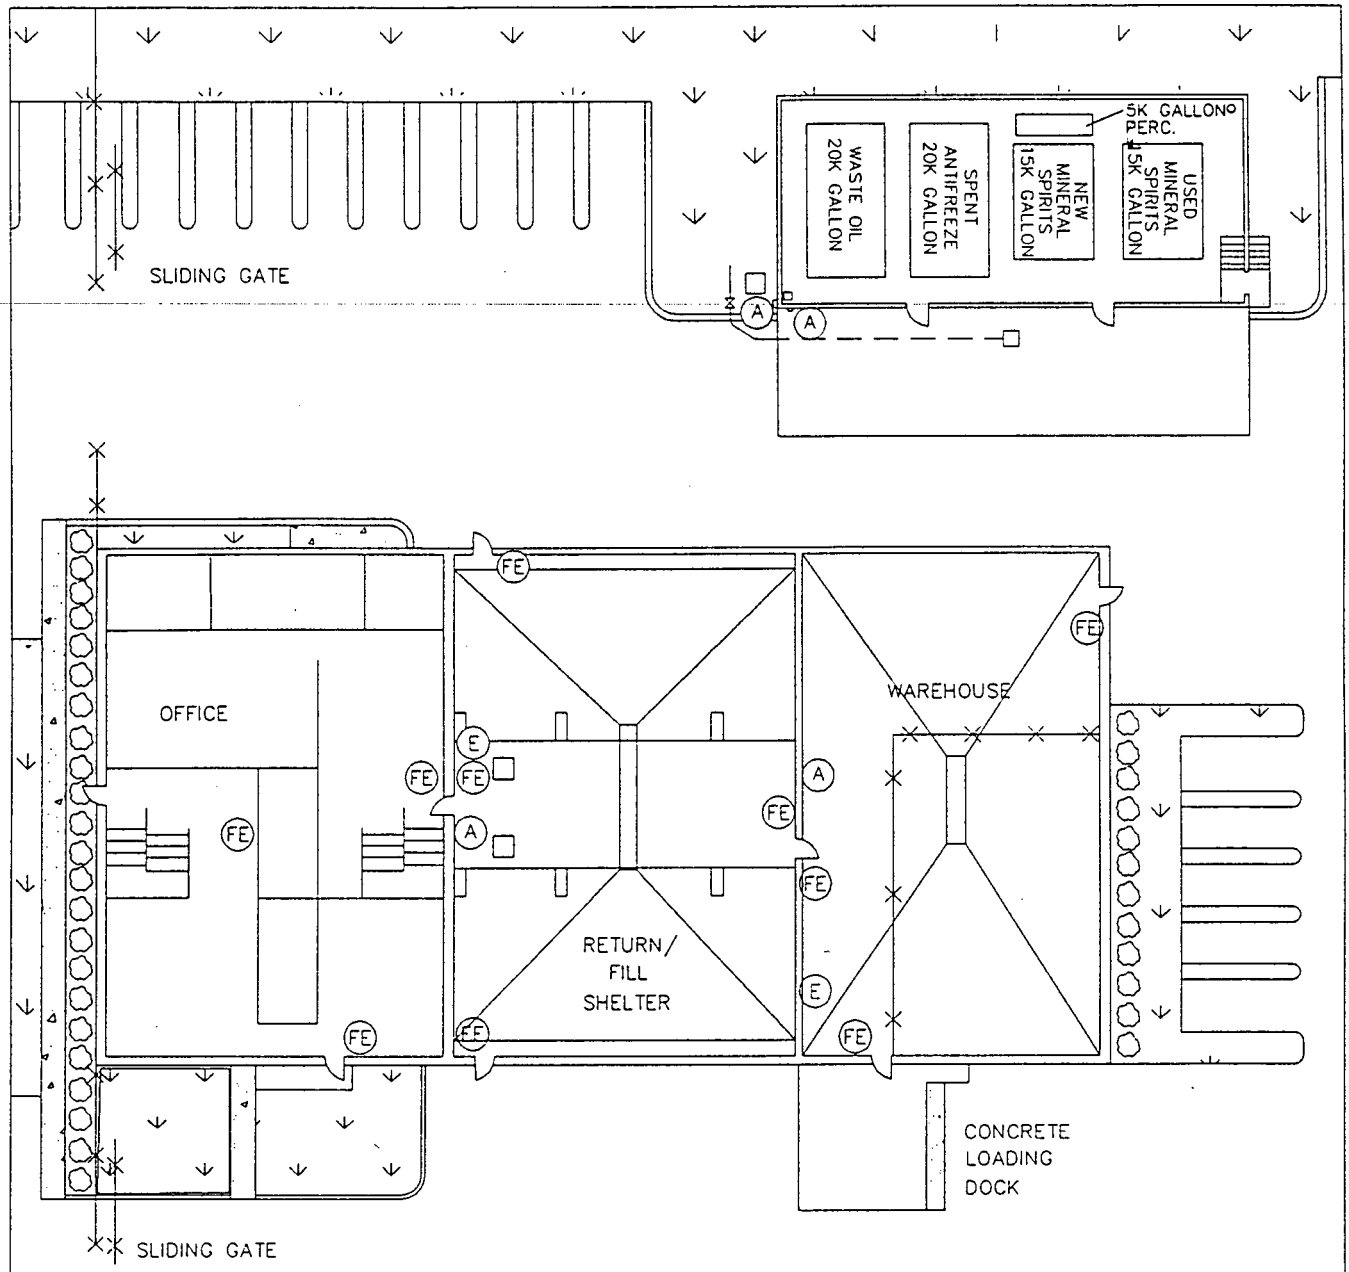 5K GALLON
PERC.
WASTE OIL
20K GALLON
SPENT
ANTIFREEZE
20K GALLON
NEW
MINERAL
SPIRITS
15K GALLON
USED
MINERAL
SPIRITS
15K GALLON
SLIDING GATE
A
A
FE
FE
WAREHOUSE
OFFICE
E
FE
FE
A
FE
A
FE
FE
RETURN/
FILL
SHELTER
E
FE
FE
FE
CONCRETE
LOADING
DOCK
SLIDING GATE